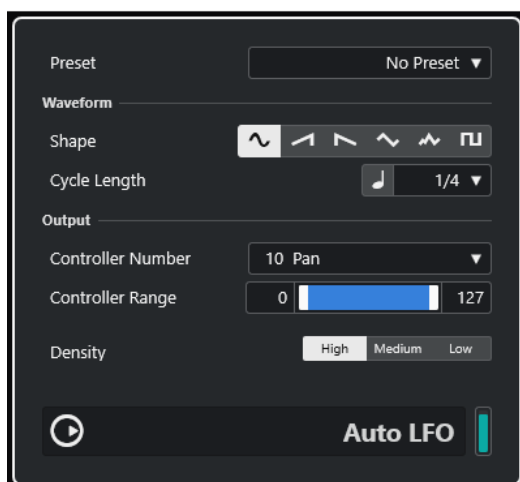 Preset No Preset
Waveform
Shape
Cycle Length 1/4
Output
Controller Number 10 Pan
Controller Range 0 127
Density High Medium Low
Auto LFO